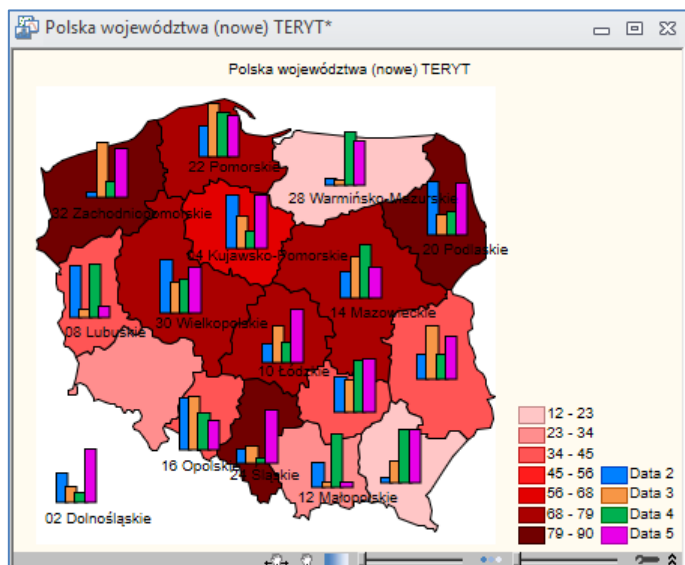 Polska województwa (nowe) TERYT*
Polska województwa (nowe) TERYT
22 Pomorskie
28 Warmińsko-Mazurskie
32 Zachodniopomorskie
20 Podlaskie
04 Kujawsko-Pomorskie
14 Mazowieckie
30 Wielkopolskie
08 Lubuskie
10 Łódzkie
16 Opolskie
24 Śląskie
12 Małopolskie
02 Dolnośląskie
12 - 23
23 - 34
34 - 45
45 - 56 Data 2
56 - 68 Data 3
68 - 79 Data 4
79 - 90 Data 5